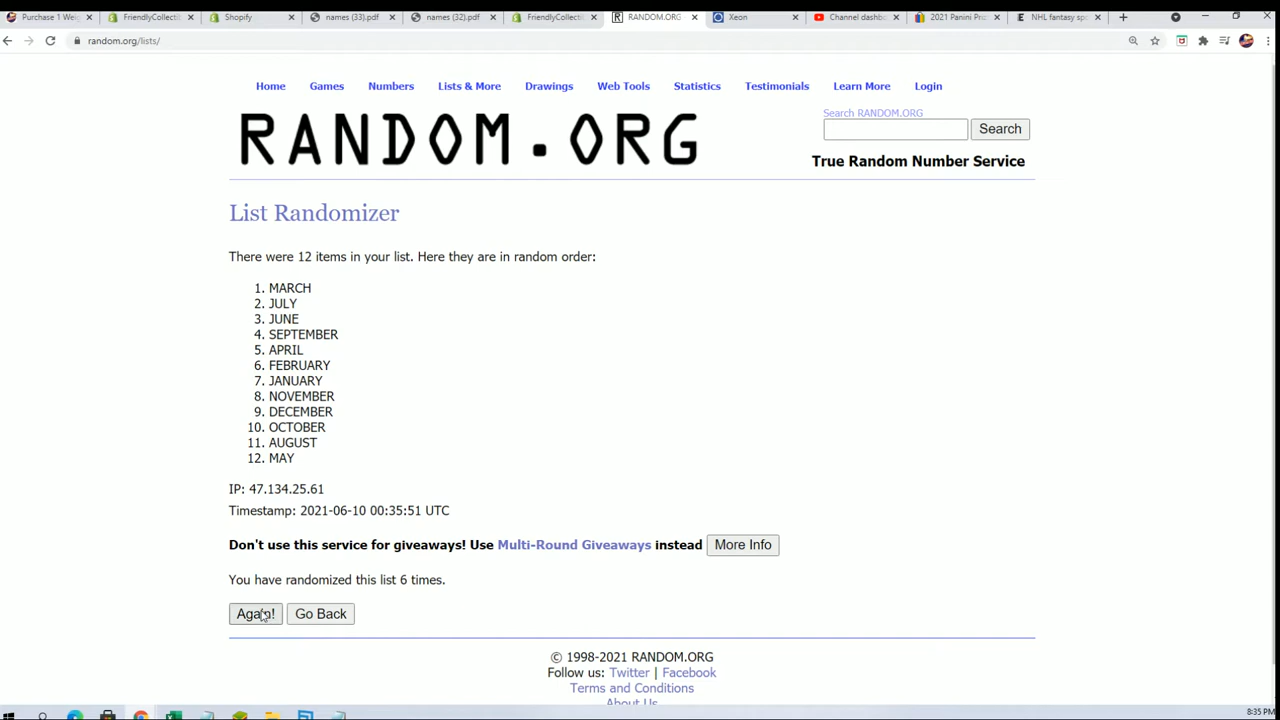 Purchase 1 Weig
FriendlyCollecti
Shopify
names (33).pdf
names (32).pdf
FriendlyCollecti
RANDOM.ORG
Xeon
Channel dashbo
2021 Panini Pri
NHL fantasy spo
random.org/lists/
Home Games Numbers Lists & More Drawings Web Tools Statistics Testimonials Learn More Login
Search RANDOM.ORG
RANDOM.ORG
Search
True Random Number Service
List Randomizer
There were 12 items in your list. Here they are in random order:
1. MARCH
2. JULY
3. JUNE
4. SEPTEMBER
5. APRIL
6. FEBRUARY
7. JANUARY
8. NOVEMBER
9. DECEMBER
10. OCTOBER
11. AUGUST
12. MAY
IP: 47.134.25.61
Timestamp: 2021-06-10 00:35:51 UTC
Don't use this service for giveaways! Use Multi-Round Giveaways instead More Info
You have randomized this list 6 times.
Again! Go Back
© 1998-2021 RANDOM.ORG
Follow us: Twitter | Facebook
Terms and Conditions
About Us
8:35 PM